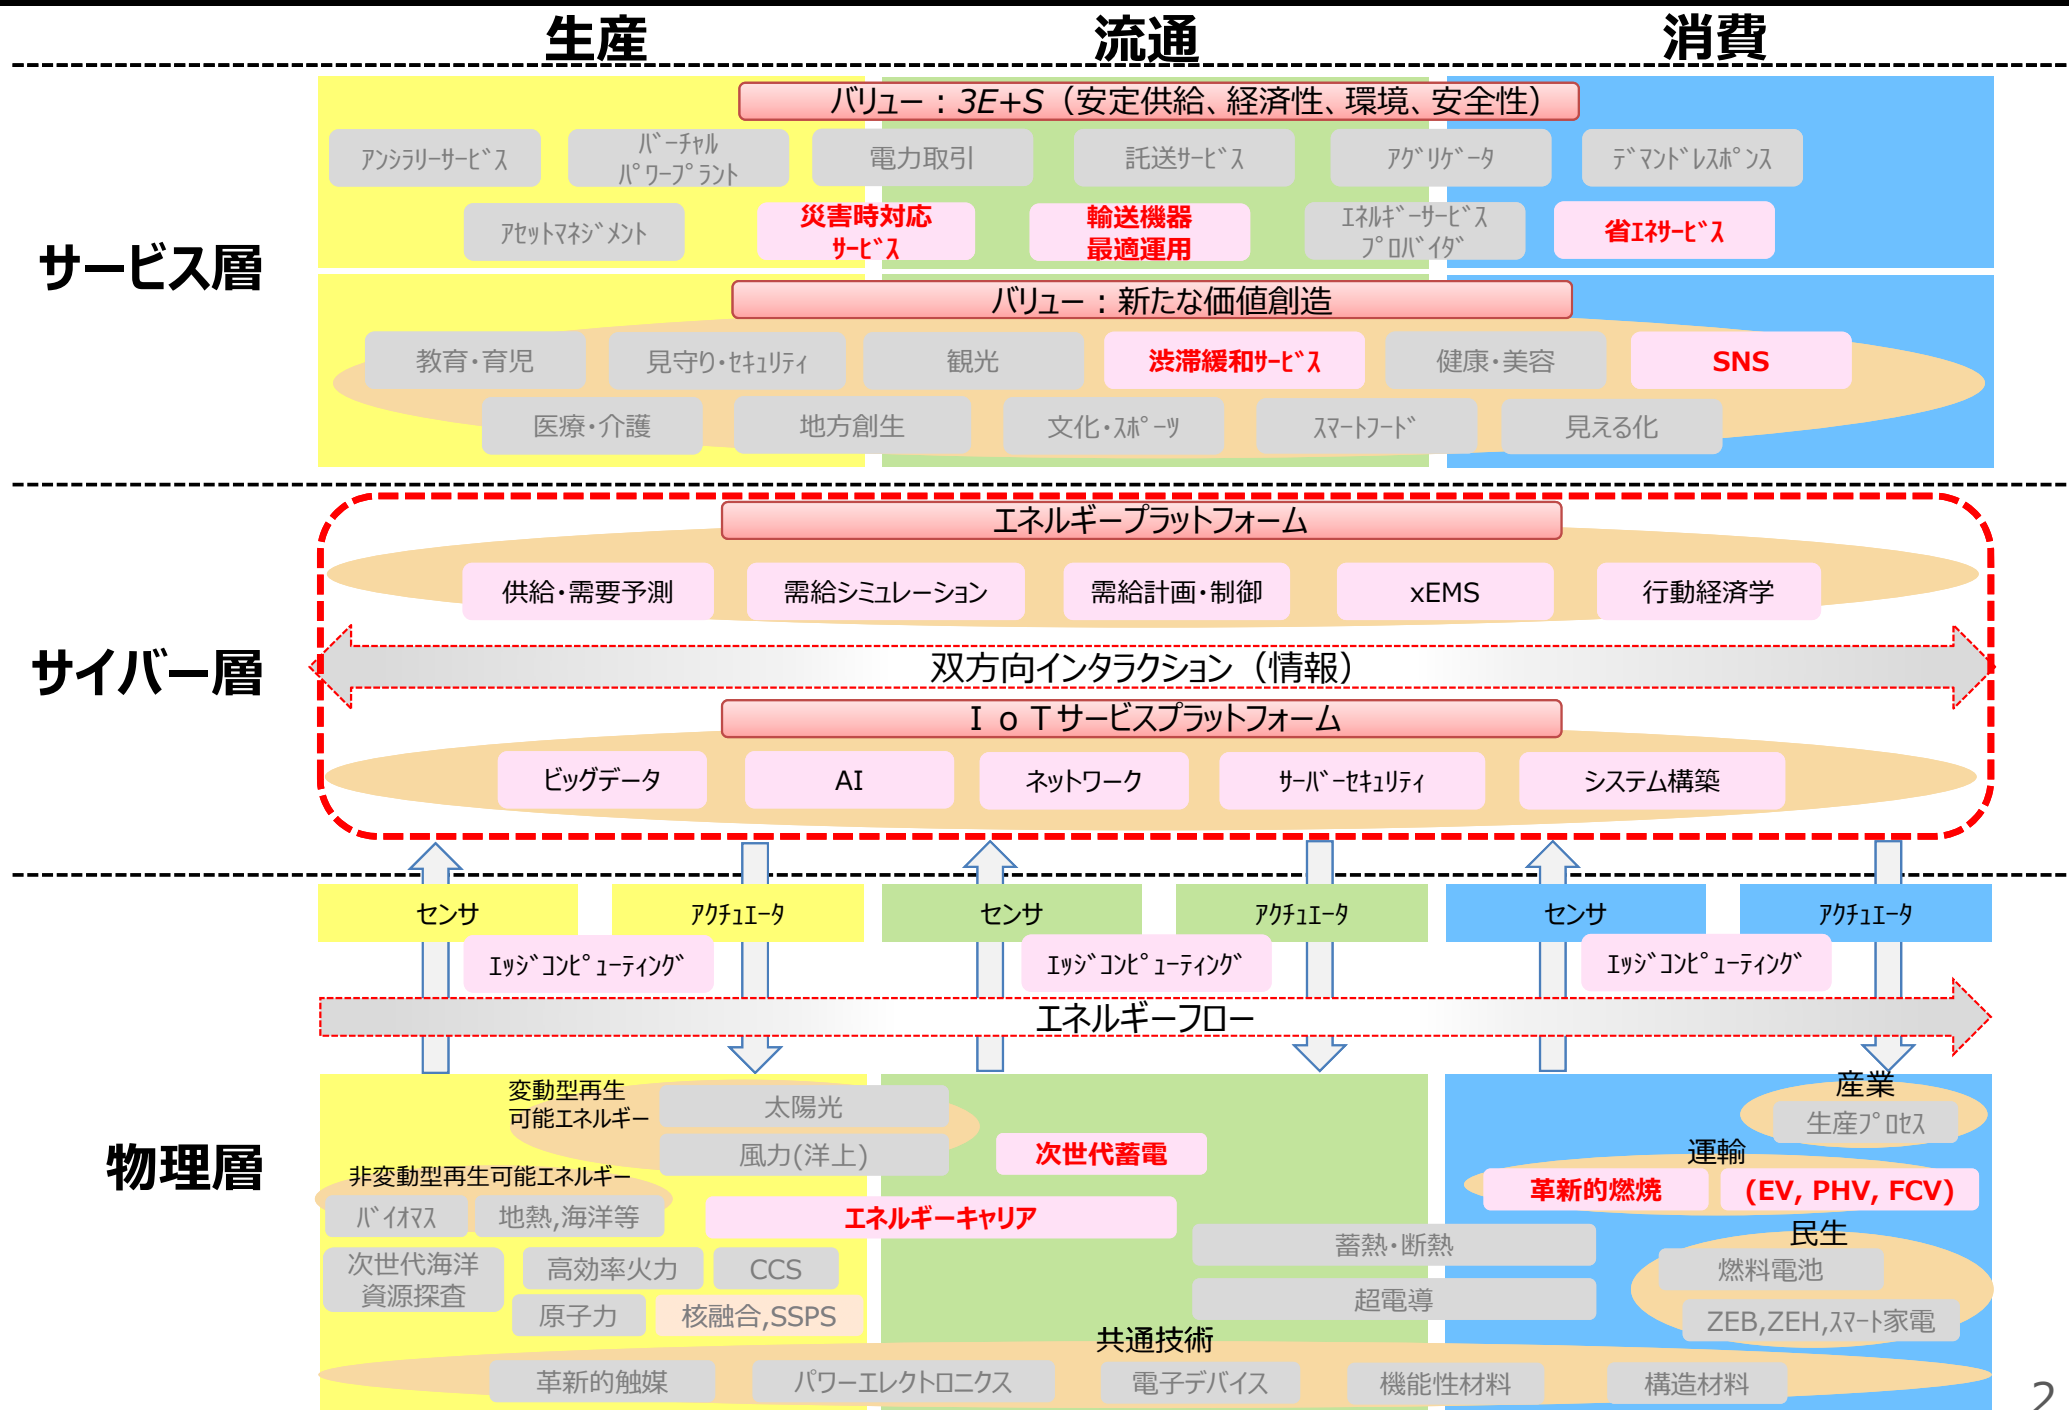 生産
流通
消費
サービス層
バリュー：3E+S（安定供給、経済性、環境、安全性）
ｱﾝｼﾗﾘｰｻｰﾋﾞｽ
ﾊﾞｰﾁｬﾙ
ﾊﾟﾜｰﾌﾟﾗﾝﾄ
電力取引
託送ｻｰﾋﾞｽ
ｱｸﾞﾘｹﾞｰﾀ
ﾃﾞﾏﾝﾄﾞﾚｽﾎﾟﾝｽ
ｱｾｯﾄﾏﾈｼﾞﾒﾝﾄ
災害時対応
ｻｰﾋﾞｽ
輸送機器
最適運用
ｴﾈﾙｷﾞｰｻｰﾋﾞｽ
ﾌﾟﾛﾊﾞｲﾀﾞ
省ｴﾈｻｰﾋﾞｽ
バリュー：新たな価値創造
教育・育児
見守り・ｾｷｭﾘﾃｨ
観光
渋滞緩和ｻｰﾋﾞｽ
健康・美容
SNS
医療・介護
地方創生
文化・ｽﾎﾟｰﾂ
ｽﾏｰﾄﾌｰﾄﾞ
見える化
サイバー層
エネルギープラットフォーム
供給・需要予測
需給シミュレーション
需給計画・制御
xEMS
行動経済学
双方向インタラクション（情報）
ＩｏＴサービスプラットフォーム
ビッグデータ
AI
ネットワーク
ｻｰﾊﾞｰｾｷｭﾘﾃｨ
システム構築
物理層
センサ
ｱｸﾁｭｴｰﾀ
センサ
ｱｸﾁｭｴｰﾀ
センサ
ｱｸﾁｭｴｰﾀ
ｴｯｼﾞｺﾝﾋﾟｭｰﾃｨﾝｸﾞ
ｴｯｼﾞｺﾝﾋﾟｭｰﾃｨﾝｸﾞ
ｴｯｼﾞｺﾝﾋﾟｭｰﾃｨﾝｸﾞ
エネルギーフロー
変動型再生
可能エネルギー
太陽光
風力(洋上)
非変動型再生可能エネルギー
ﾊﾞｲｵﾏｽ
地熱,海洋等
次世代海洋
資源探査
高効率火力
CCS
原子力
核融合,SSPS
次世代蓄電
エネルギーキャリア
蓄熱・断熱
超電導
産業
生産ﾌﾟﾛｾｽ
運輸
革新的燃焼
(EV, PHV, FCV)
民生
燃料電池
ZEB,ZEH,ｽﾏｰﾄ家電
共通技術
革新的触媒
パワーエレクトロニクス
電子デバイス
機能性材料
構造材料
2